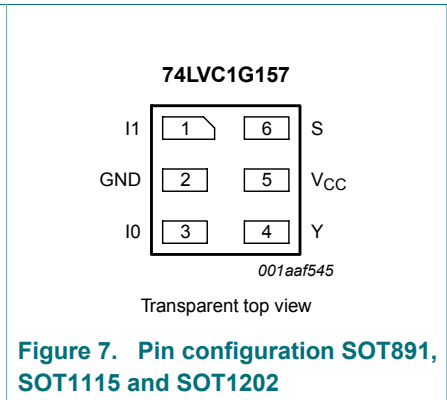 74LVC1G157
I1 1 6 S
GND 2 5 VCC
I0 3 4 Y
001aaf545
Transparent top view
Figure 7. Pin configuration SOT891,
SOT1115 and SOT1202